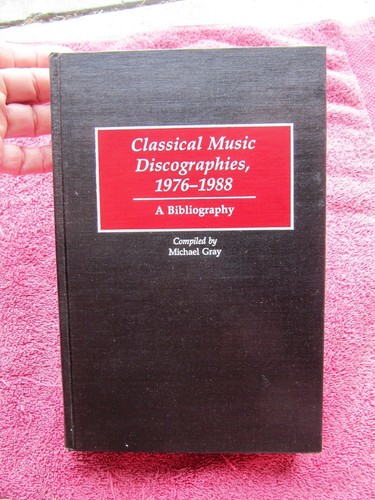 Classical Music
Discographies,
1976–1988
A Bibliography
Compiled by
Michael Gray